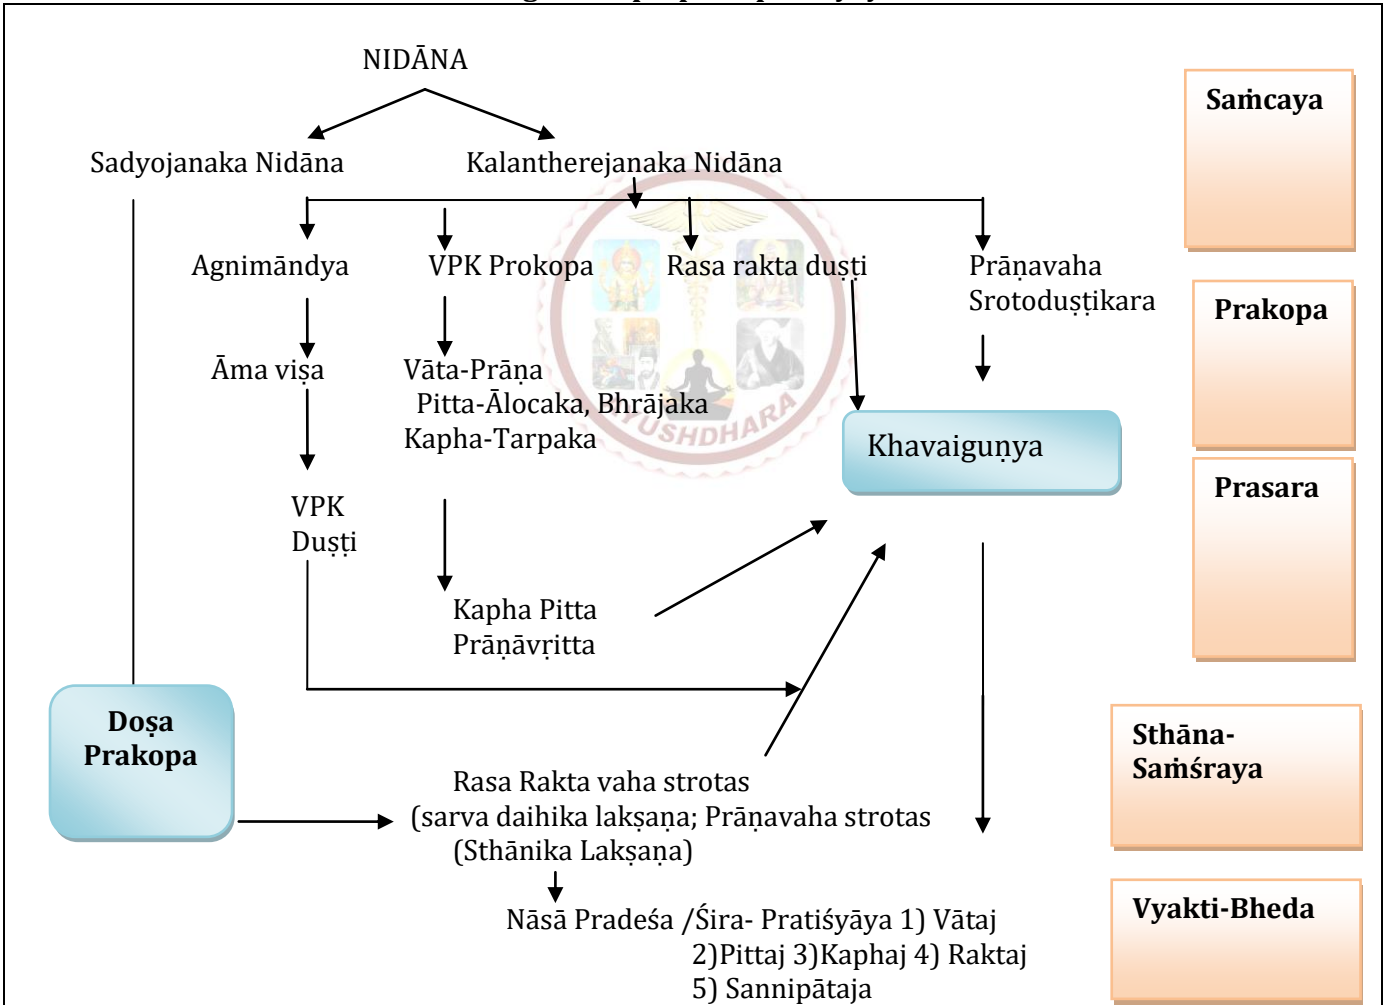 NIDĀNA
Saṁcaya
Sadyojanaka Nidāna
Kalantherejanaka Nidāna
Agnimāndya
VPK Prokopa
Rasa rakta duṣṭi
Prāṇavaha
Srotoduṣṭikara
Prakopa
Āma viṣa
Vāta-Prāṇa
Pitta-Ālocaka, Bhrājaka
Kapha-Tarpaka
Khavaiguṇya
Prasara
VPK
Duṣṭi
Kapha Pitta
Prāṇāvṛitta
Doṣa
Prakopa
Sthāna-
Saṁśraya
Rasa Rakta vaha strotas
(sarva daihika lakṣaṇa; Prāṇavaha strotas
(Sthānika Lakṣaṇa)
Vyakti-Bheda
Nāsā Pradeśa /Śira- Pratiśyāya 1) Vātaj
2)Pittaj 3)Kaphaj 4) Raktaj
5) Sannipātaja